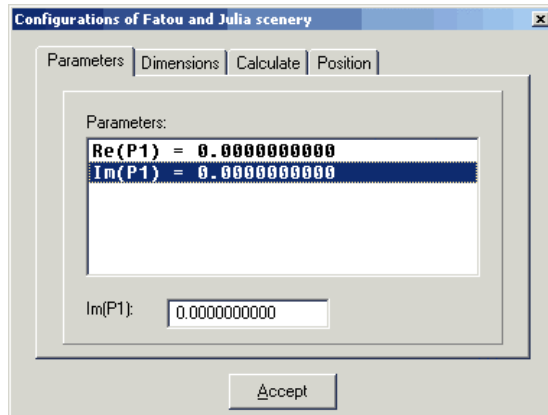 Configurations of Fatou and Julia scenery
Parameters Dimensions Calculate Position
Parameters:
Re(P1) = 0.0000000000
Im(P1) = 0.0000000000
Im(P1): 0.0000000000
Accept